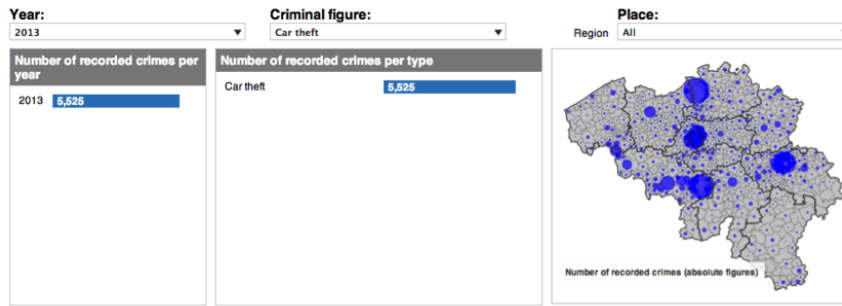 Year:
2013
Criminal figure:
Car theft
Place:
Region All
Number of recorded crimes per
year
2013 5,525
Number of recorded crimes per type
Car theft 5,525
Number of recorded crimes (absolute figures)